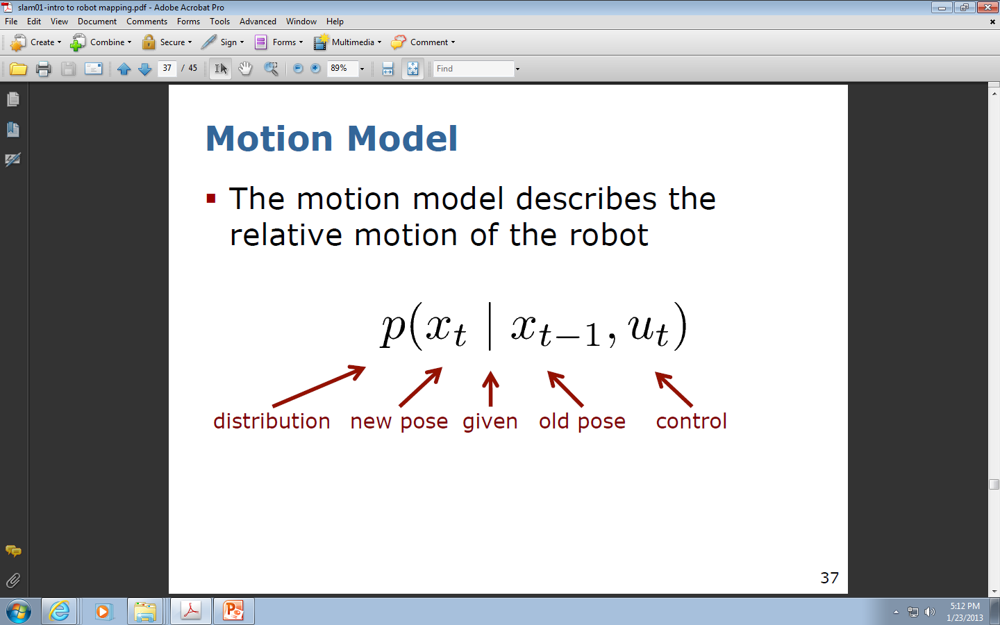 slam01-intro to robot mapping.pdf - Adobe Acrobat Pro
File Edit View Document Comments Forms Tools Advanced Window Help
Create Combine Secure Sign Forms Multimedia Comment
37 / 45 89% Find
Motion Model
The motion model describes the
relative motion of the robot
p(x_t | x_{t-1}, u_t)
distribution new pose given old pose control
37
5:12 PM
1/23/2013